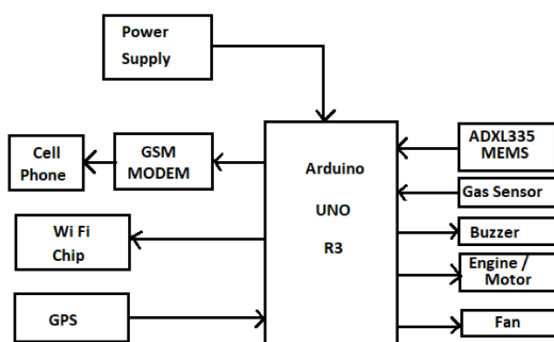 Power
Supply
Cell
Phone
GSM
MODEM
Wi Fi
Chip
GPS
Arduino
UNO
R3
ADXL335
MEMS
Gas Sensor
Buzzer
Engine /
Motor
Fan